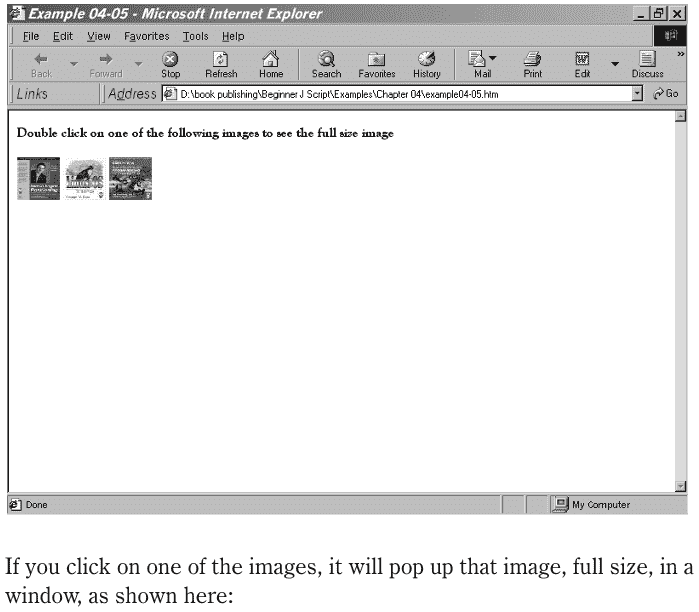 Example 04-05 - Microsoft Internet Explorer
File Edit View Favorites Tools Help
Back Forward Stop Refresh Home Search Favorites History Mail Print Edit Discuss
Links Address D:\book publishing\Beginner J Script\Examples\Chapter 04\example04-05.htm Go
Double click on one of the following images to see the full size image
Done My Computer
If you click on one of the images, it will pop up that image, full size, in a
window, as shown here: